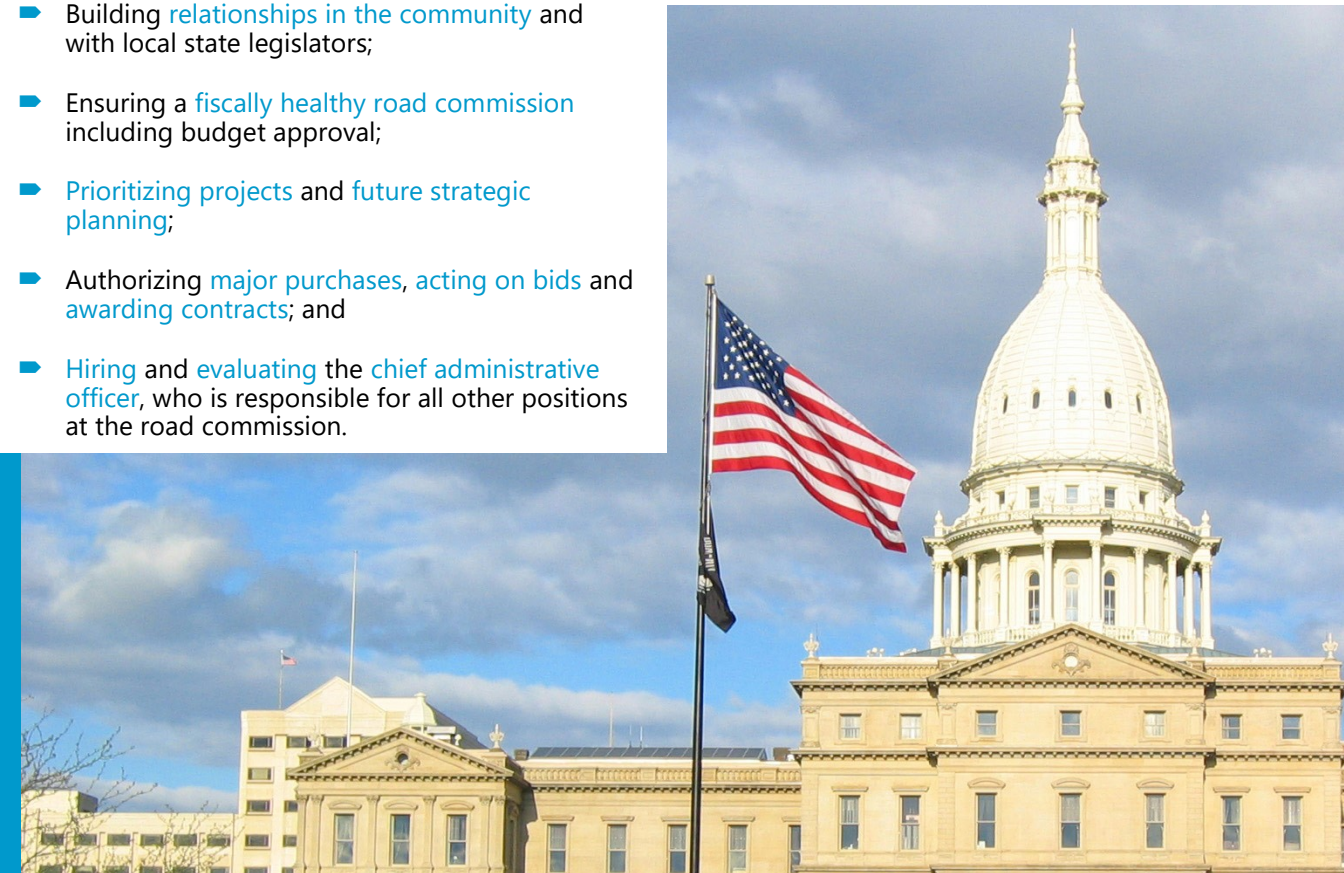 Building relationships in the community and
with local state legislators;
Ensuring a fiscally healthy road commission
including budget approval;
Prioritizing projects and future strategic
planning;
Authorizing major purchases, acting on bids and
awarding contracts; and
Hiring and evaluating the chief administrative
officer, who is responsible for all other positions
at the road commission.